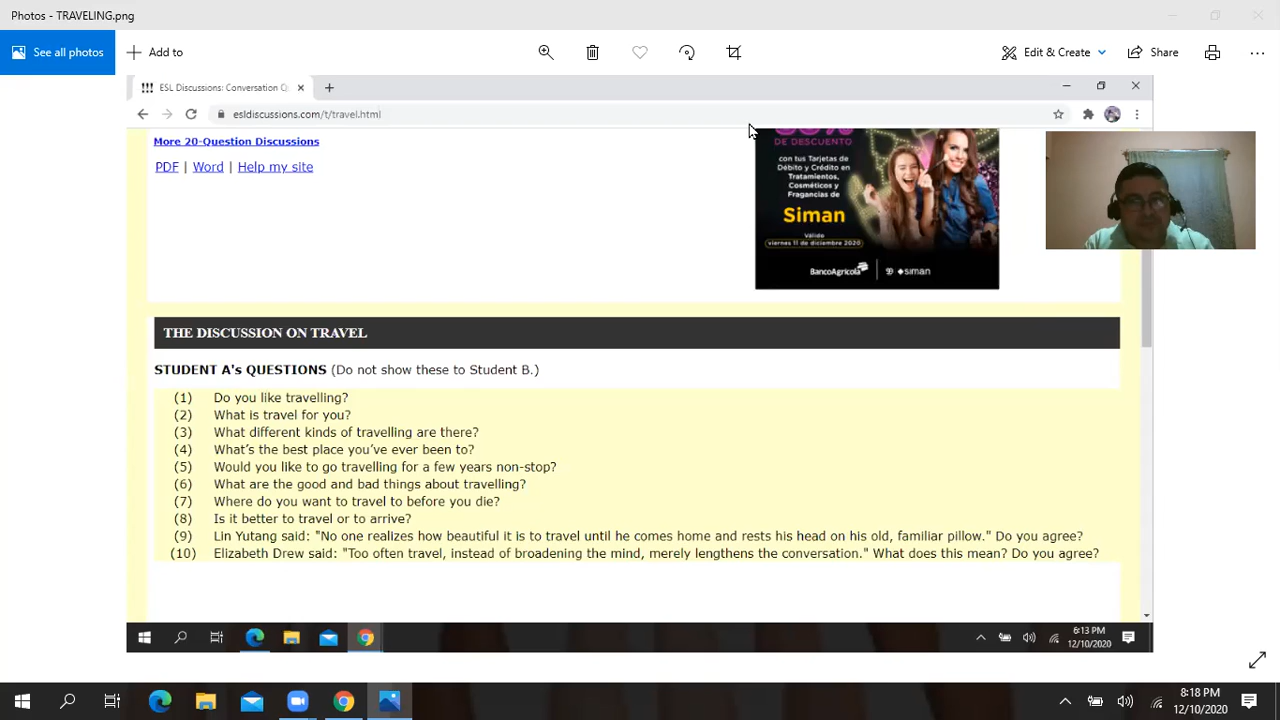 Photos - TRAVELING.png
See all photos
Add to
Edit & Create
Share
ESL Discussions: Conversation Q
esldiscussions.com/t/travel.html
More 20-Question Discussions
PDF | Word | Help my site
DE DESCUENTO
con tus Tarjetas de
Débito y Crédito en
Tratamientos,
Cosméticos y
Fragancias de
Siman
Válido
viernes 11 de diciembre 2020
BancoAgrícola
siman
THE DISCUSSION ON TRAVEL
STUDENT A's QUESTIONS (Do not show these to Student B.)
(1) Do you like travelling?
(2) What is travel for you?
(3) What different kinds of travelling are there?
(4) What's the best place you've ever been to?
(5) Would you like to go travelling for a few years non-stop?
(6) What are the good and bad things about travelling?
(7) Where do you want to travel to before you die?
(8) Is it better to travel or to arrive?
(9) Lin Yutang said: "No one realizes how beautiful it is to travel until he comes home and rests his head on his old, familiar pillow." Do you agree?
(10) Elizabeth Drew said: "Too often travel, instead of broadening the mind, merely lengthens the conversation." What does this mean? Do you agree?
6:13 PM
12/10/2020
8:18 PM
12/10/2020